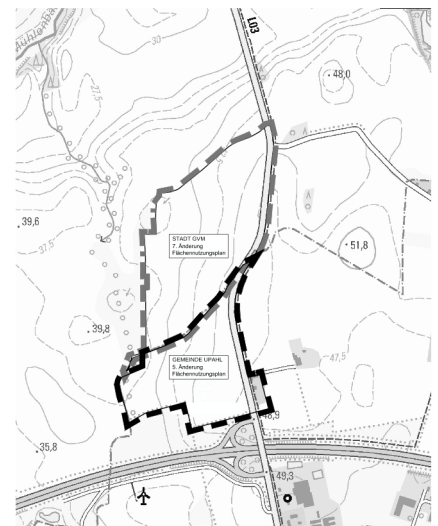 L03
30
48,0
27,5
39,6
37,5
STADT GVM
7. Änderung
Flächennutzungsplan
51,8
39,8
GEMEINDE UPAHL
5. Änderung
Flächennutzungsplan
47,5
48,9
35,8
49,3